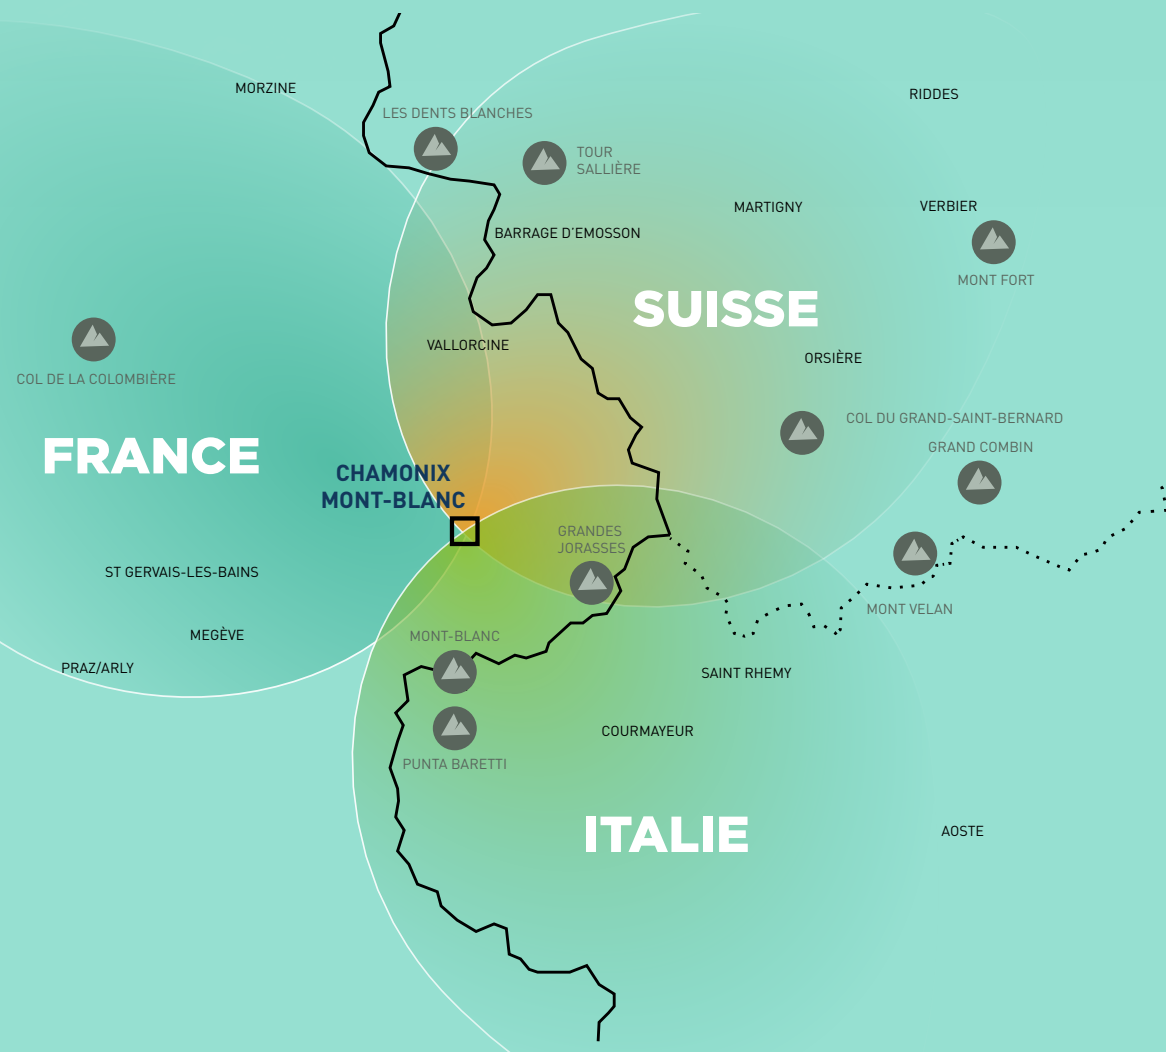 MORZINE
RIDDES
LES DENTS BLANCHES
TOUR
SALLIÈRE
MARTIGNY
VERBIER
BARRAGE D'EMOSSON
MONT FORT
SUISSE
VALLORCINE
ORSIÈRE
COL DE LA COLOMBIÈRE
COL DU GRAND-SAINT-BERNARD
GRAND COMBIN
FRANCE
CHAMONIX
MONT-BLANC
GRANDES
JORASSES
ST GERVAIS-LES-BAINS
MONT VELAN
MEGÈVE
MONT-BLANC
PRAZ/ARLY
SAINT RHEMY
COURMAYEUR
PUNTA BARETTI
ITALIE
AOSTE